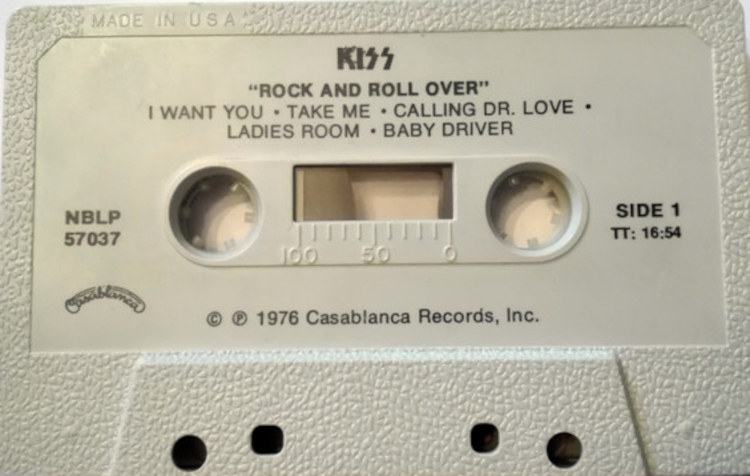 MADE IN U S A
KISS
"ROCK AND ROLL OVER"
I WANT YOU • TAKE ME • CALLING DR. LOVE •
LADIES ROOM • BABY DRIVER
NBLP
57037
SIDE 1
TT: 16:54
100 50 0
Casablanca
© ℗ 1976 Casablanca Records, Inc.